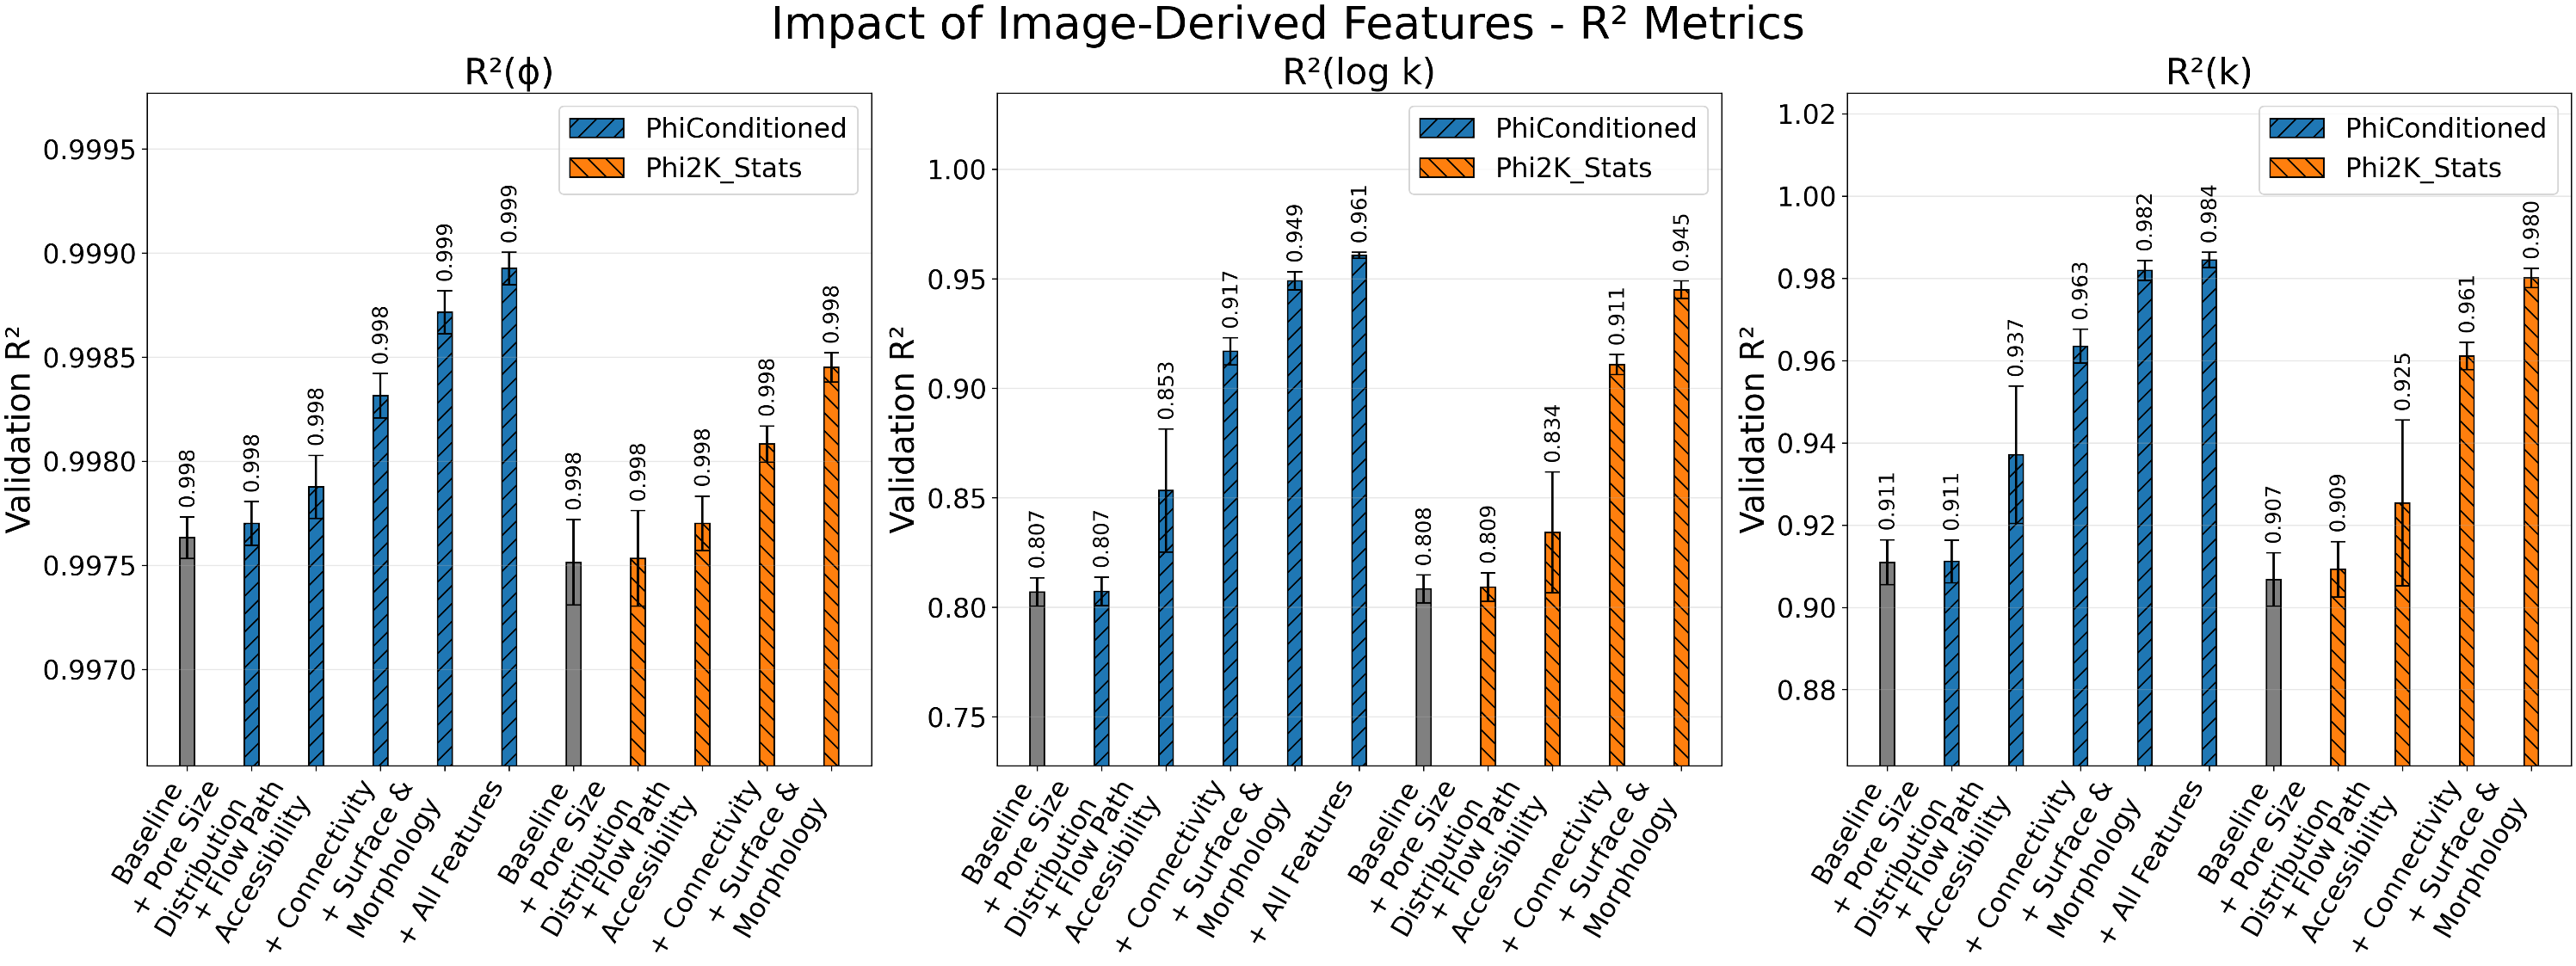 Impact of Image-Derived Features - R² Metrics
R²(ϕ)
Validation R²
0.9995
0.9990
0.9985
0.9980
0.9975
0.9970
PhiConditioned
Phi2K_Stats
0.998
0.998
0.998
0.998
0.999
0.999
0.998
0.998
0.998
0.998
0.998
Baseline
+ Pore Size
Distribution
+ Flow Path
Accessibility
+ Connectivity
+ Surface &
Morphology
+ All Features
Baseline
+ Pore Size
Distribution
+ Flow Path
Accessibility
+ Connectivity
+ Surface &
Morphology
R²(log k)
Validation R²
1.00
0.95
0.90
0.85
0.80
0.75
PhiConditioned
Phi2K_Stats
0.807
0.807
0.853
0.917
0.949
0.961
0.808
0.809
0.834
0.911
0.945
Baseline
+ Pore Size
Distribution
+ Flow Path
Accessibility
+ Connectivity
+ Surface &
Morphology
+ All Features
Baseline
+ Pore Size
Distribution
+ Flow Path
Accessibility
+ Connectivity
+ Surface &
Morphology
R²(k)
Validation R²
1.02
1.00
0.98
0.96
0.94
0.92
0.90
0.88
PhiConditioned
Phi2K_Stats
0.911
0.911
0.937
0.963
0.982
0.984
0.907
0.909
0.925
0.961
0.980
Baseline
+ Pore Size
Distribution
+ Flow Path
Accessibility
+ Connectivity
+ Surface &
Morphology
+ All Features
Baseline
+ Pore Size
Distribution
+ Flow Path
Accessibility
+ Connectivity
+ Surface &
Morphology